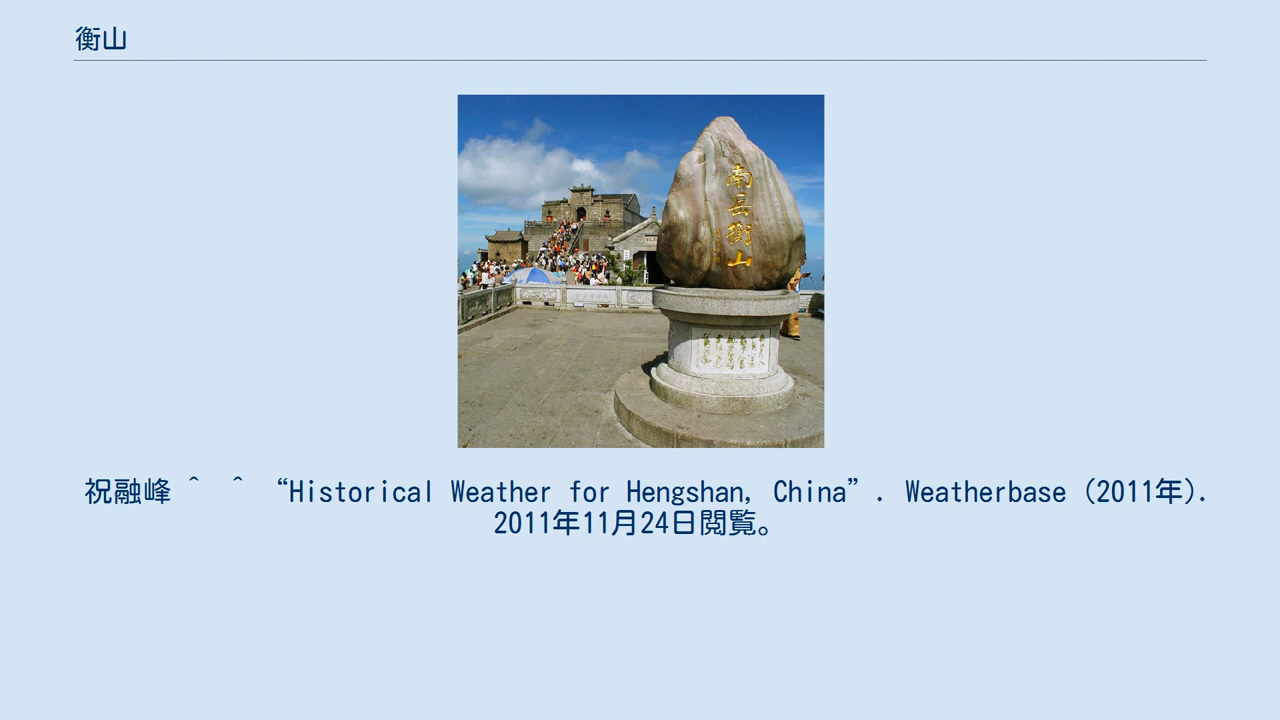 衡山
南岳衡山
祝融峰 ^ ^ “Historical Weather for Hengshan, China”. Weatherbase (2011年).
2011年11月24日閲覧。